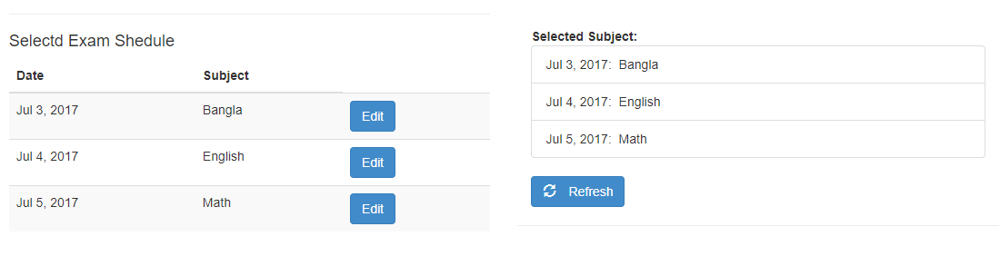 Selectd Exam Shedule
Date Subject
Jul 3, 2017 Bangla Edit
Jul 4, 2017 English Edit
Jul 5, 2017 Math Edit
Selected Subject:
Jul 3, 2017: Bangla
Jul 4, 2017: English
Jul 5, 2017: Math
Refresh